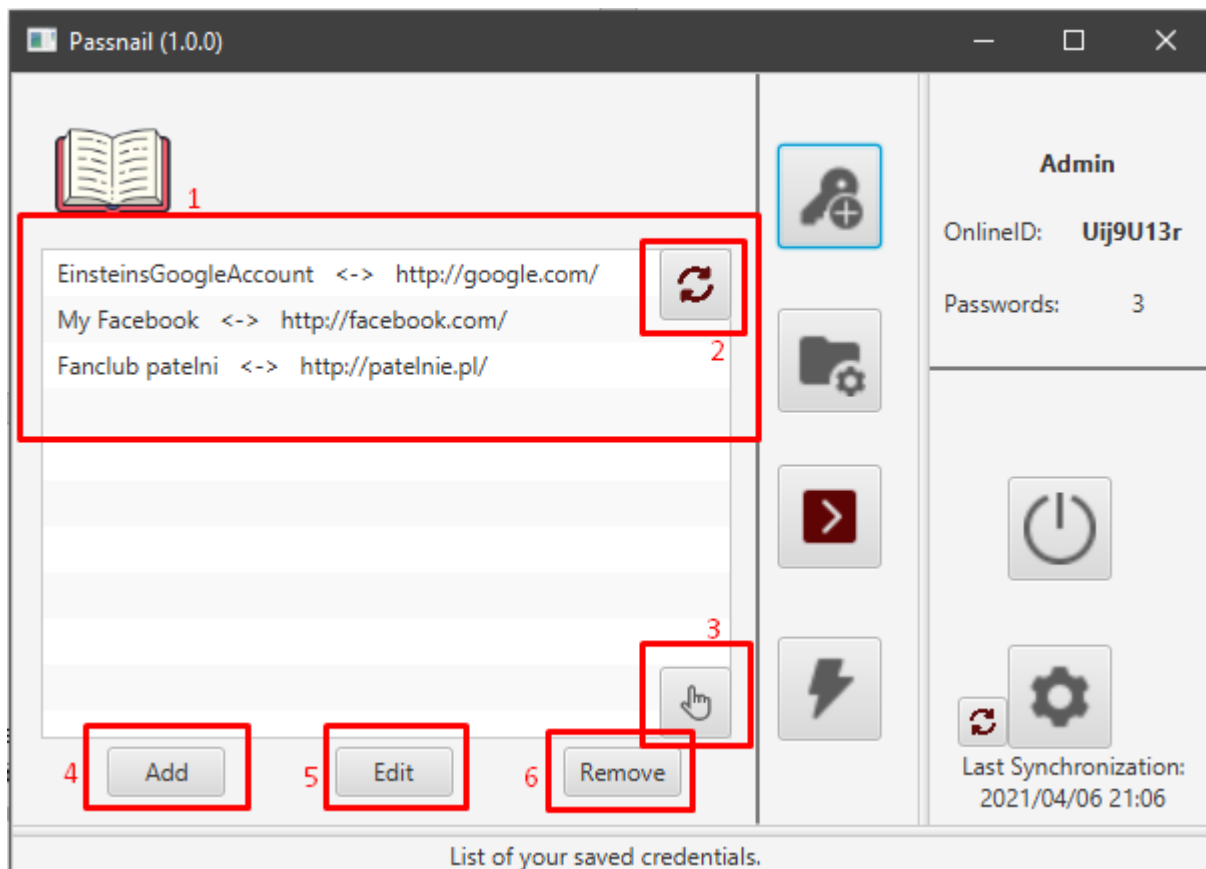 Passnail (1.0.0)
1
EinsteinsGoogleAccount <-> http://google.com/
My Facebook <-> http://facebook.com/
Fanclub patelni <-> http://patelnie.pl/
2
3
4 Add
5 Edit
6 Remove
Admin
OnlineID: Uij9U13r
Passwords: 3
Last Synchronization:
2021/04/06 21:06
List of your saved credentials.